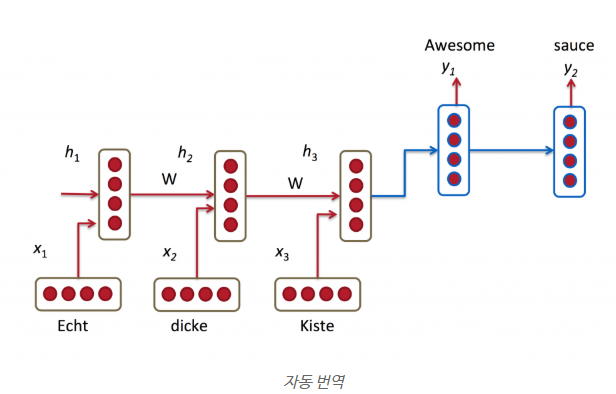 Awesome
sauce
y1
y2
h1
h2
h3
W
W
x1
x2
x3
Echt
dicke
Kiste
자동 번역